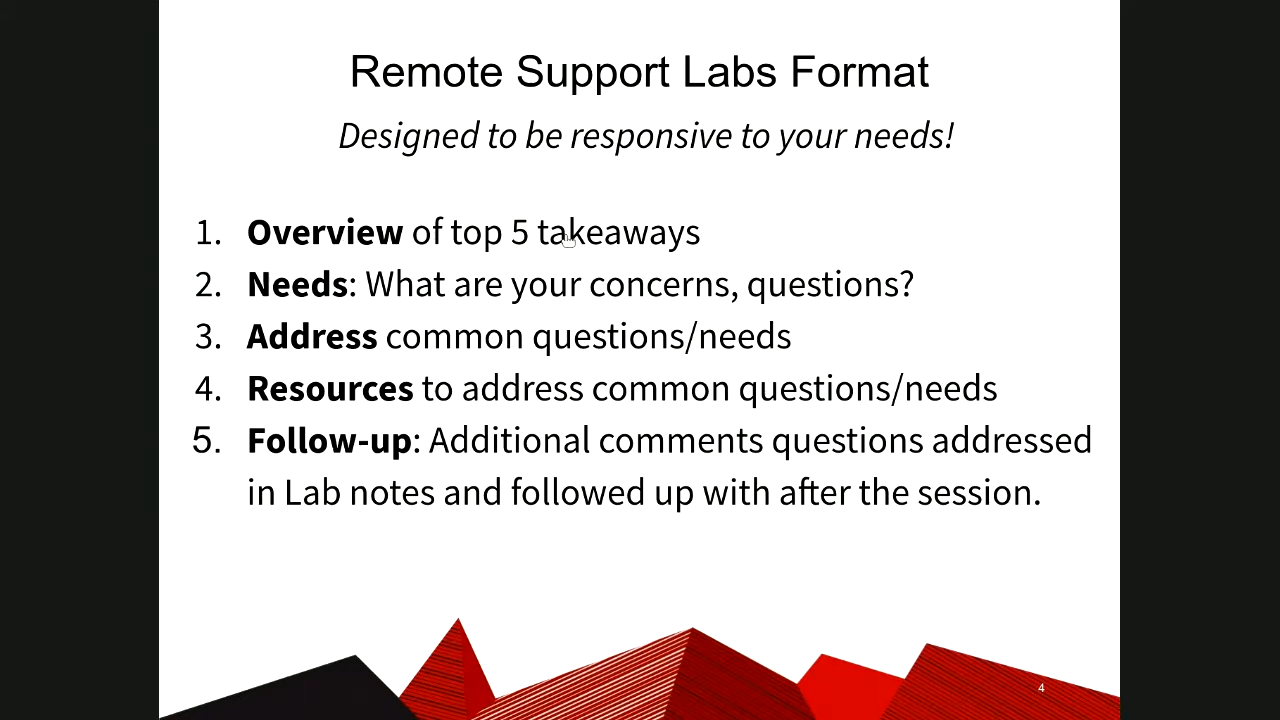 Remote Support Labs Format
Designed to be responsive to your needs!
1. Overview of top 5 takeaways
2. Needs: What are your concerns, questions?
3. Address common questions/needs
4. Resources to address common questions/needs
5. Follow-up: Additional comments questions addressed
in Lab notes and followed up with after the session.
4